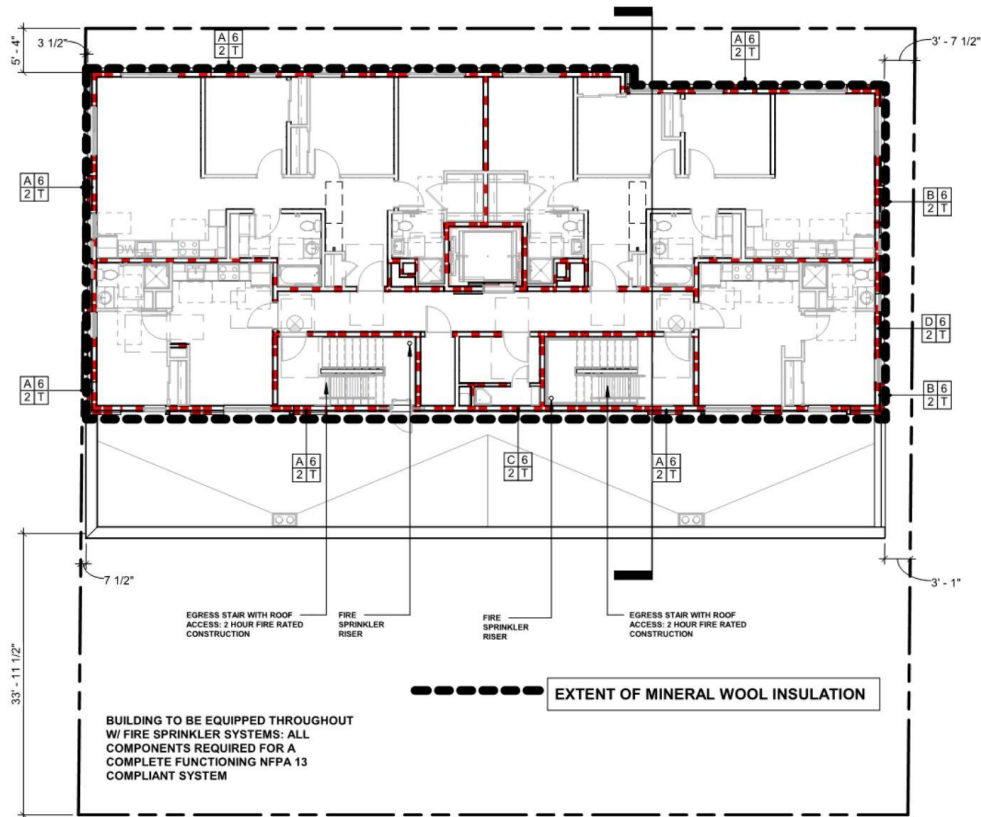 5' - 4"
3 1/2"
A 6
2 T
A 6
2 T
3' - 7 1/2"
A 6
2 T
B 6
2 T
DW
D 6
2 T
A 6
2 T
B 6
2 T
A 6
2 T
C 6
2 T
A 6
2 T
7 1/2"
3' - 1"
EGRESS STAIR WITH ROOF
ACCESS: 2 HOUR FIRE RATED
CONSTRUCTION
FIRE
SPRINKLER
RISER
FIRE
SPRINKLER
RISER
EGRESS STAIR WITH ROOF
ACCESS: 2 HOUR FIRE RATED
CONSTRUCTION
33' - 11 1/2"
EXTENT OF MINERAL WOOL INSULATION
BUILDING TO BE EQUIPPED THROUGHOUT
W/ FIRE SPRINKLER SYSTEMS: ALL
COMPONENTS REQUIRED FOR A
COMPLETE FUNCTIONING NFPA 13
COMPLIANT SYSTEM